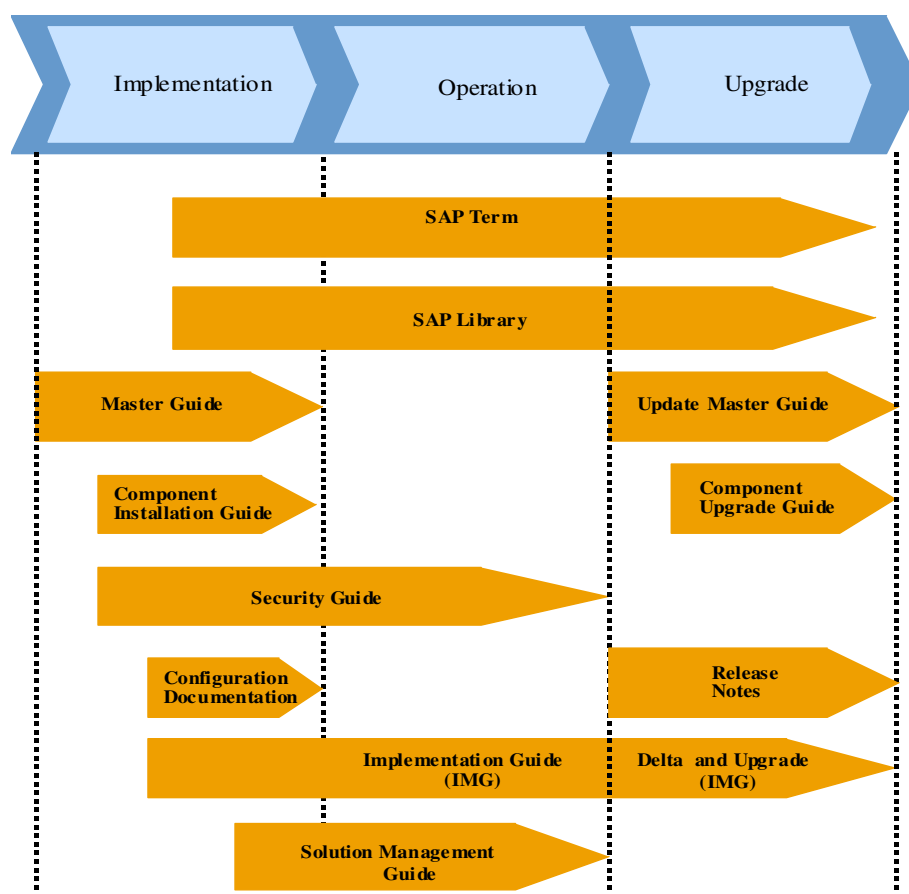 Implementation
Operation
Upgrade
SAP Term
SAP Library
Master Guide
Update Master Guide
Component
Installation Guide
Component
Upgrade Guide
Security Guide
Configuration
Documentation
Release
Notes
Implementation Guide
(IMG)
Delta and Upgrade
(IMG)
Solution Management
Guide